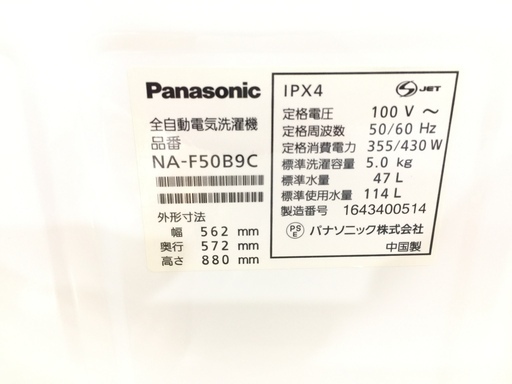 Panasonic
全自動電気洗濯機
品番
NA-F50B9C
外形寸法
幅 562 mm
奥行 572 mm
高さ 880 mm
IPX4
S JET
定格電圧 100 V ～
定格周波数 50/60 Hz
定格消費電力 355/430 W
標準洗濯容量 5.0 kg
標準水量 47 L
標準使用水量 114 L
製造番号 1643400514
PSE パナソニック株式会社
中国製